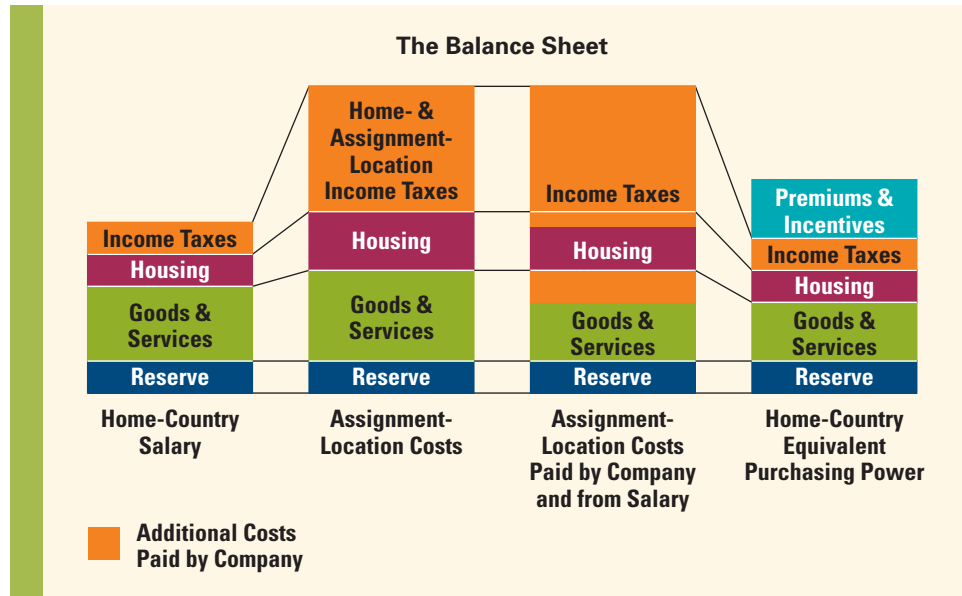 The Balance Sheet
Income Taxes
Housing
Goods &
Services
Reserve
Home-Country
Salary
Home- &
Assignment-
Location
Income Taxes
Housing
Goods &
Services
Reserve
Assignment-
Location Costs
Income Taxes
Housing
Goods &
Services
Reserve
Assignment-
Location Costs
Paid by Company
and from Salary
Premiums &
Incentives
Income Taxes
Housing
Goods &
Services
Reserve
Home-Country
Equivalent
Purchasing Power
Additional Costs
Paid by Company